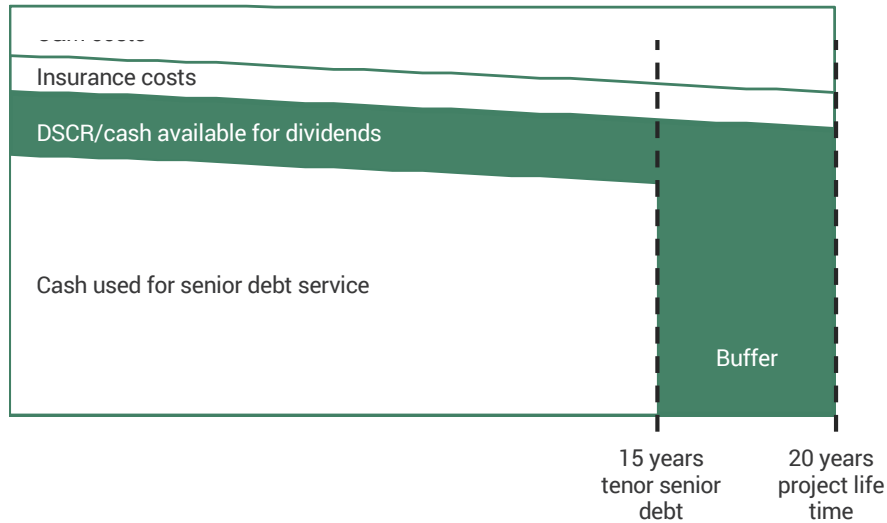 costs
Insurance costs
DSCR/cash available for dividends
Cash used for senior debt service
Buffer
15 years
tenor senior
debt
20 years
project life
time